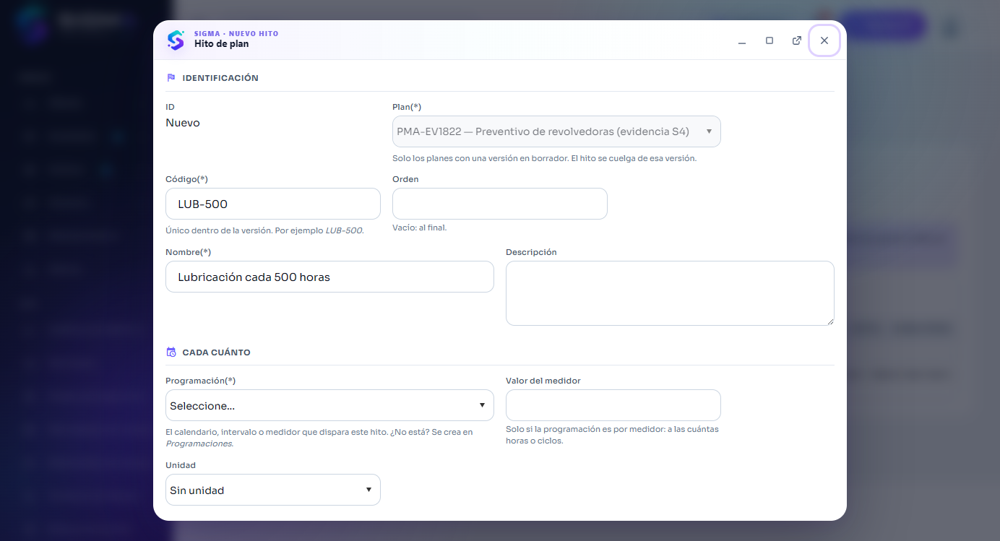 SIGMA · NUEVO HITO
Hito de plan
IDENTIFICACIÓN
ID
Nuevo
Plan(*)
PMA-EV1822 — Preventivo de revolvedoras (evidencia S4)
Solo los planes con una versión en borrador. El hito se cuelga de esa versión.
Código(*)
LUB-500
Único dentro de la versión. Por ejemplo LUB-500.
Orden
Vacío: al final.
Nombre(*)
Lubricación cada 500 horas
Descripción
CADA CUÁNTO
Programación(*)
Seleccione...
El calendario, intervalo o medidor que dispara este hito. ¿No está? Se crea en
Programaciones.
Valor del medidor
Solo si la programación es por medidor: a las cuántas
horas o ciclos.
Unidad
Sin unidad